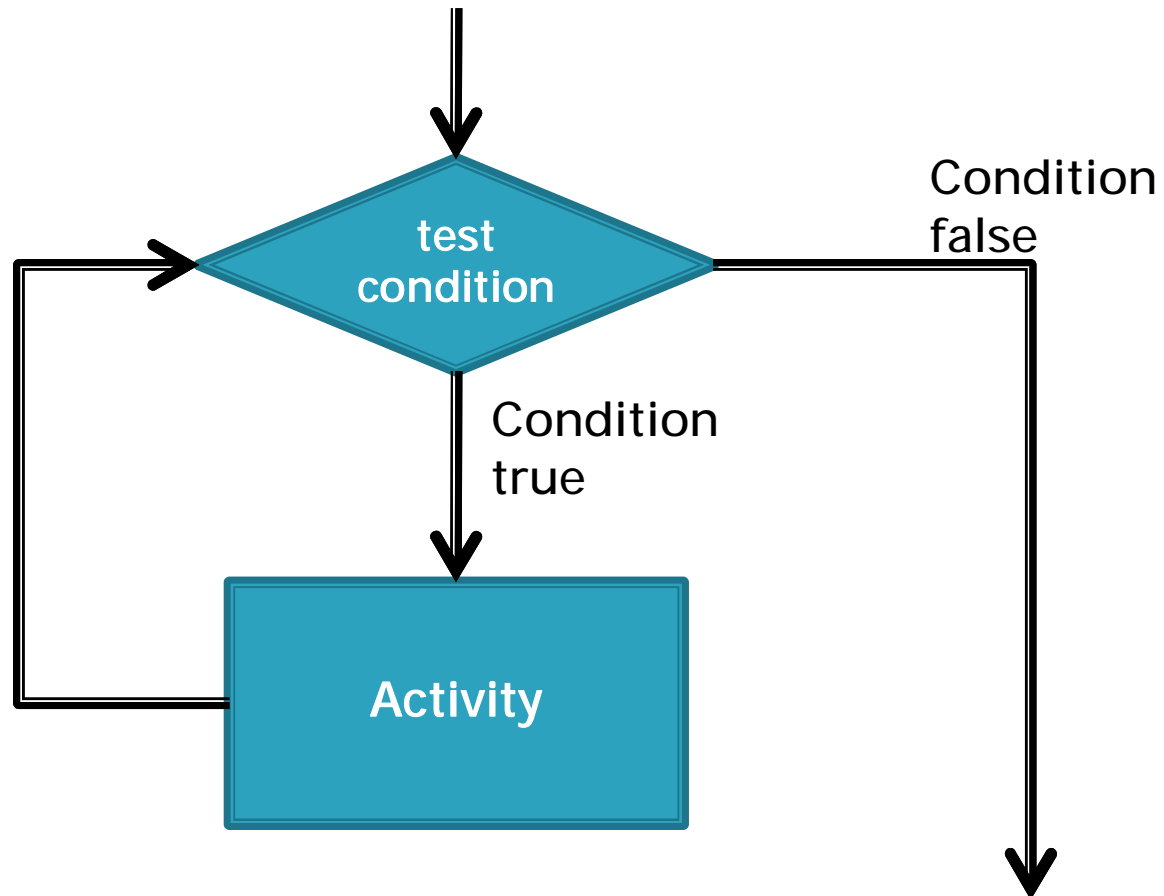 test
condition
Condition
false
Condition
true
Activity